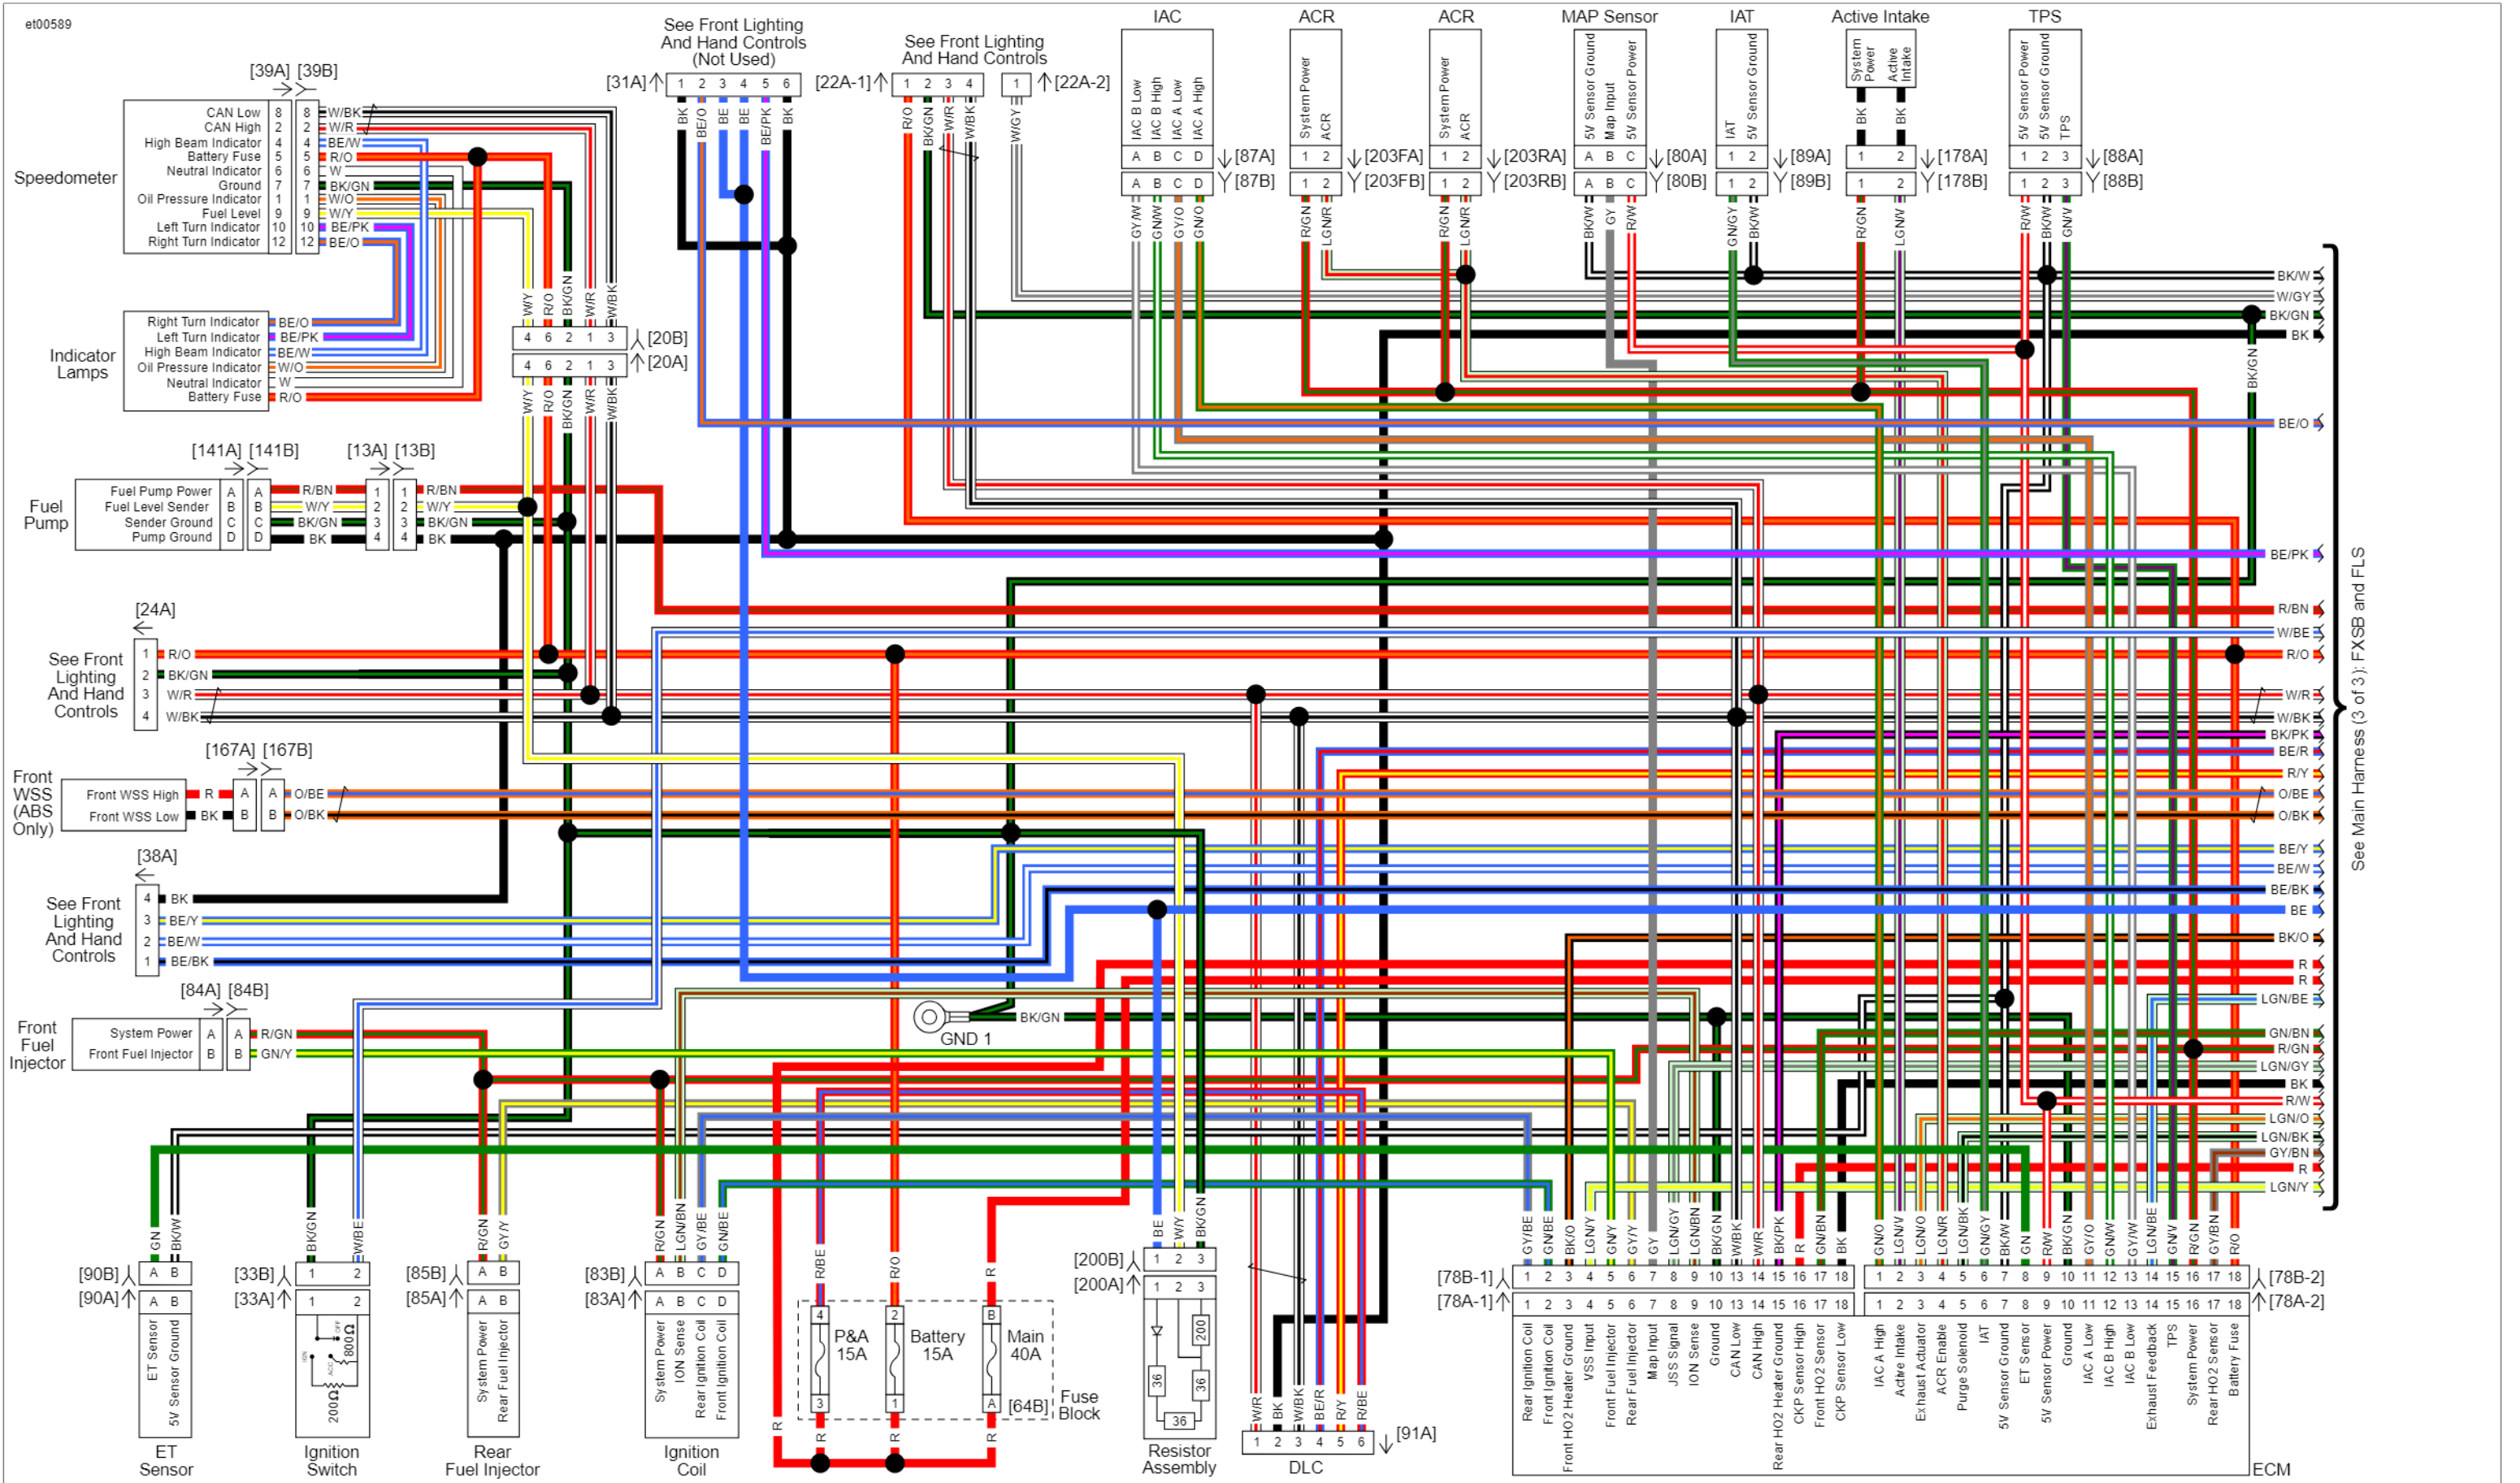 et00589
See Front Lighting
And Hand Controls
(Not Used)
[31A]
1 2 3 4 5 6
BK BE/O BE BE BE/PK BK
See Front Lighting
And Hand Controls
[22A-1]
1 2 3 4
R/O BK/GN W/R W/BK
1
[22A-2]
W/GY
IAC
IAC B Low
IAC B High
IAC A Low
IAC A High
A B C D [87A]
A B C D [87B]
GY/W GN/W GY/O GN/O
ACR
System Power
ACR
1 2 [203FA]
1 2 [203FB]
R/GN LGN/R
ACR
System Power
ACR
1 2 [203RA]
1 2 [203RB]
R/GN LGN/R
MAP Sensor
5V Sensor Ground
Map Input
5V Sensor Power
A B C [80A]
A B C [80B]
BK/W GY R/W
IAT
IAT
5V Sensor Ground
1 2 [89A]
1 2 [89B]
GN/GY BK/W
Active Intake
System
Power
Active
Intake
BK BK
1 2 [178A]
1 2 [178B]
R/GN LGN/V
TPS
5V Sensor Power
5V Sensor Ground
TPS
1 2 3 [88A]
1 2 3 [88B]
R/W BK/W GN/V
[39A] [39B]
Speedometer
CAN Low 8 8 W/BK
CAN High 2 2 W/R
High Beam Indicator 4 4 BE/W
Battery Fuse 5 5 R/O
Neutral Indicator 6 6 W
Ground 7 7 BK/GN
Oil Pressure Indicator 1 1 W/O
Fuel Level 9 9 W/Y
Left Turn Indicator 10 10 BE/PK
Right Turn Indicator 12 12 BE/O
Indicator
Lamps
Right Turn Indicator BE/O
Left Turn Indicator BE/PK
High Beam Indicator BE/W
Oil Pressure Indicator W/O
Neutral Indicator W
Battery Fuse R/O
W/Y R/O BK/GN W/R W/BK
4 6 2 1 3 [20B]
4 6 2 1 3 [20A]
W/Y R/O BK/GN W/R W/BK
[141A] [141B] [13A] [13B]
Fuel
Pump
Fuel Pump Power A A R/BN 1 1 R/BN
Fuel Level Sender B B W/Y 2 2 W/Y
Sender Ground C C BK/GN 3 3 BK/GN
Pump Ground D D BK 4 4 BK
[24A]
See Front
Lighting
And Hand
Controls
1 R/O
2 BK/GN
3 W/R
4 W/BK
[167A] [167B]
Front
WSS
(ABS
Only)
Front WSS High R A A O/BE
Front WSS Low BK B B O/BK
[38A]
See Front
Lighting
And Hand
Controls
4 BK
3 BE/Y
2 BE/W
1 BE/BK
[84A] [84B]
Front
Fuel
Injector
System Power A A R/GN
Front Fuel Injector B B GN/Y
GND 1
BK/GN
BK/GN
BK/W
W/GY
BK/GN
BK
BE/O
BE/PK
R/BN
W/BE
R/O
W/R
W/BK
BK/PK
BE/R
R/Y
O/BE
O/BK
BE/Y
BE/W
BE/BK
BE
BK/O
R
R
LGN/BE
GN/BN
R/GN
LGN/GY
BK
R/W
LGN/O
LGN/BK
GY/BN
R
LGN/Y
See Main Harness (3 of 3): FXSB and FLS
GN BK/W
[90B] A B
[90A] A B
ET Sensor
5V Sensor Ground
ET
Sensor
BK/GN W/BE
[33B] 1 2
[33A] 1 2
OFF
IGN
ACC
800Ω
200Ω
Ignition
Switch
R/GN GY/Y
[85B] A B
[85A] A B
System Power
Rear Fuel Injector
Rear
Fuel Injector
R/GN LGN/BN GY/BE GN/BE
[83B] A B C D
[83A] A B C D
System Power
ION Sense
Rear Ignition Coil
Front Ignition Coil
Ignition
Coil
R/BE R/O R
4 2 B
P&A
15A
Battery
15A
Main
40A
3 1 A [64B]
R R R R
Fuse
Block
BE W/Y BK/GN
[200B] 1 2 3
[200A] 1 2 3
200
36 36
36
Resistor
Assembly
W/R BK W/BK BE/R R/Y R/BE
1 2 3 4 5 6 [91A]
DLC
GY/BE GN/BE BK/O LGN/Y GN/Y GY/Y GY LGN/GY LGN/BN BK/GN W/BK W/R BK/PK R GN/BN BK
[78B-1] 1 2 3 4 5 6 7 8 9 10 13 14 15 16 17 18
[78A-1] 1 2 3 4 5 6 7 8 9 10 13 14 15 16 17 18
Rear Ignition Coil
Front Ignition Coil
Front HO2 Heater Ground
VSS Input
Front Fuel Injector
Rear Fuel Injector
Map Input
JSS Signal
ION Sense
Ground
CAN Low
CAN High
Rear HO2 Heater Ground
CKP Sensor High
Front HO2 Sensor
CKP Sensor Low
GN/O LGN/V LGN/O LGN/R LGN/BK GN/GY BK/W GN R/W BK/GN GY/O GN/W GY/W LGN/BE GN/V R/GN GY/BN R/O
1 2 3 4 5 6 7 8 9 10 11 12 13 14 15 16 17 18 [78B-2]
1 2 3 4 5 6 7 8 9 10 11 12 13 14 15 16 17 18 [78A-2]
IAC A High
Active Intake
Exhaust Actuator
ACR Enable
Purge Solenoid
IAT
5V Sensor Ground
ET Sensor
5V Sensor Power
Ground
IAC A Low
IAC B High
IAC B Low
Exhaust Feedback
TPS
System Power
Rear HO2 Sensor
Battery Fuse
ECM